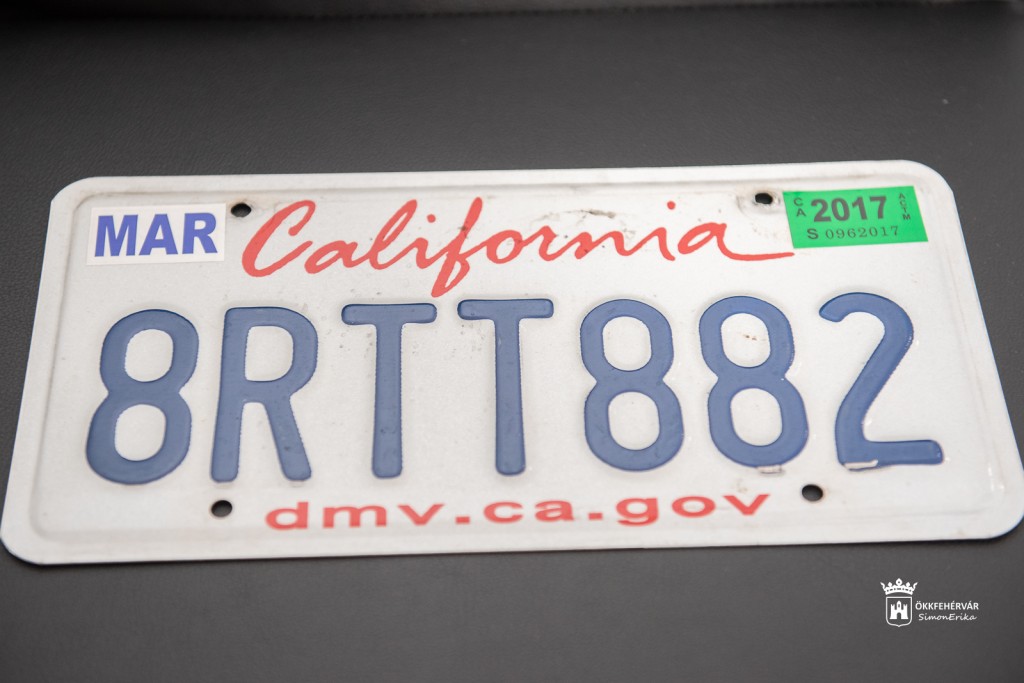 MAR
California
CA 2017
S 0962017
8RTT882
dmv.ca.gov
ÖKKFEHÉRVÁR
SimonErika